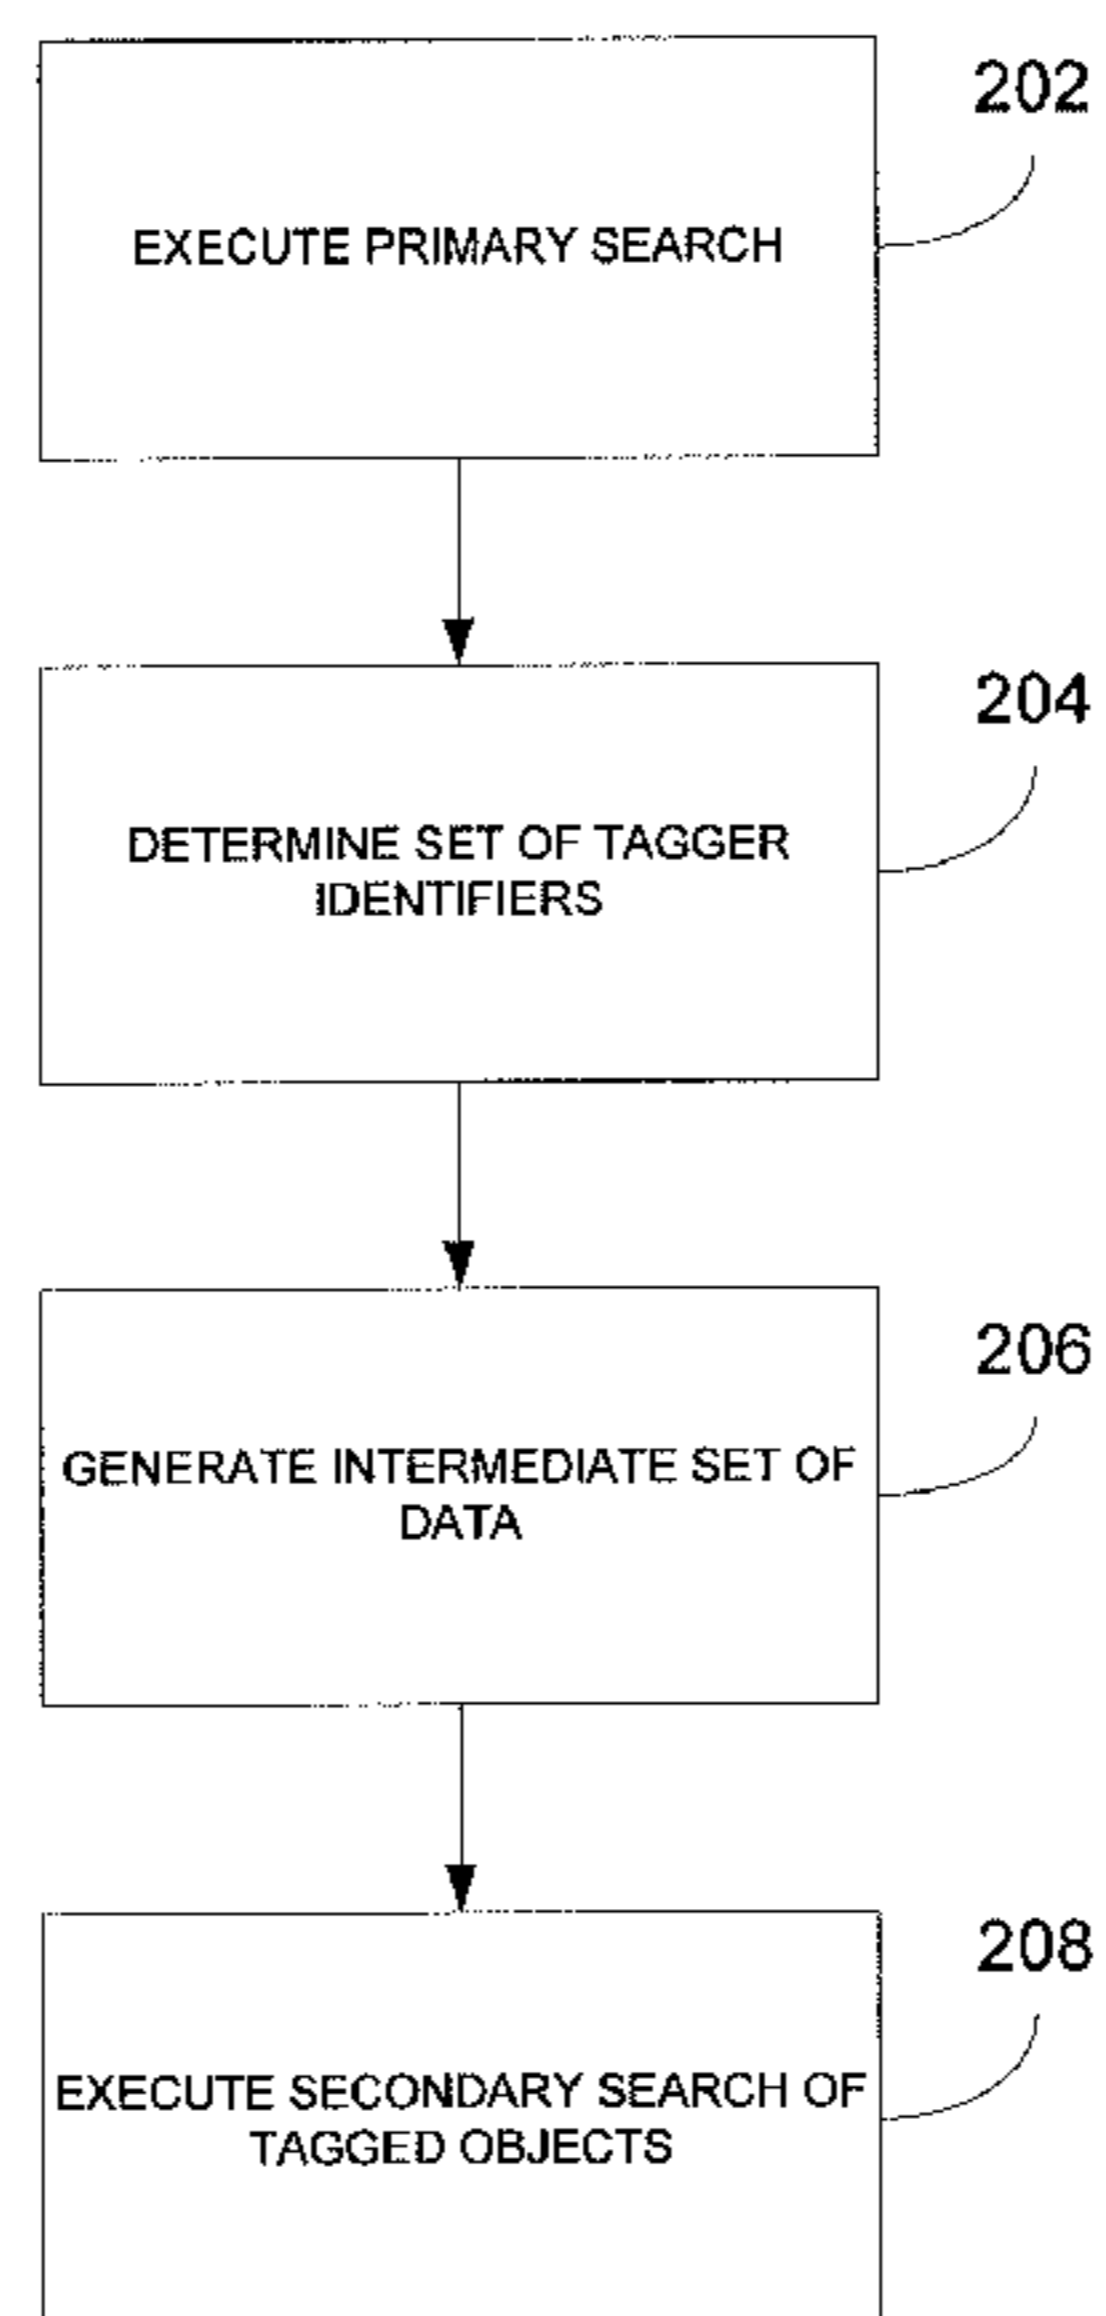 202
EXECUTE PRIMARY SEARCH
204
DETERMINE SET OF TAGGER
IDENTIFIERS
206
GENERATE INTERMEDIATE SET OF
DATA
208
EXECUTE SECONDARY SEARCH OF
TAGGED OBJECTS